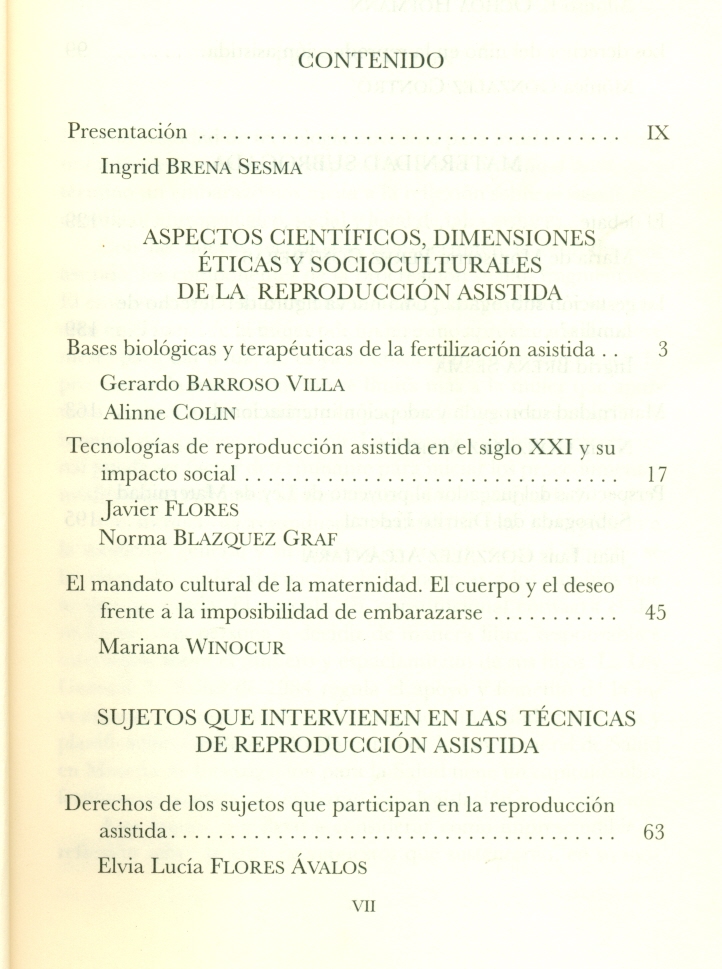 CONTENIDO
Presentación . . . . . . . . . . . . . . . . . . . . . . . . . . . . . . . . . . . . IX
Ingrid BRENA SESMA
ASPECTOS CIENTÍFICOS, DIMENSIONES
ÉTICAS Y SOCIOCULTURALES
DE LA REPRODUCCIÓN ASISTIDA
Bases biológicas y terapéuticas de la fertilización asistida . . 3
Gerardo BARROSO VILLA
Alinne COLIN
Tecnologías de reproducción asistida en el siglo XXI y su
impacto social . . . . . . . . . . . . . . . . . . . . . . . . . . . . . . . . 17
Javier FLORES
Norma BLAZQUEZ GRAF
El mandato cultural de la maternidad. El cuerpo y el deseo
frente a la imposibilidad de embarazarse . . . . . . . . . . . 45
Mariana WINOCUR
SUJETOS QUE INTERVIENEN EN LAS TÉCNICAS
DE REPRODUCCIÓN ASISTIDA
Derechos de los sujetos que participan en la reproducción
asistida. . . . . . . . . . . . . . . . . . . . . . . . . . . . . . . . . . . . . . 63
Elvia Lucía FLORES ÁVALOS
VII